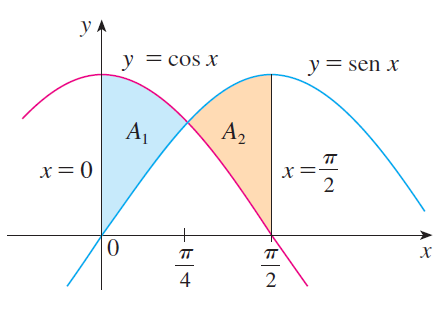 y
y = cos x
y = sen x
A₁
A₂
x = 0
x = π/2
0
π/4
π/2
x